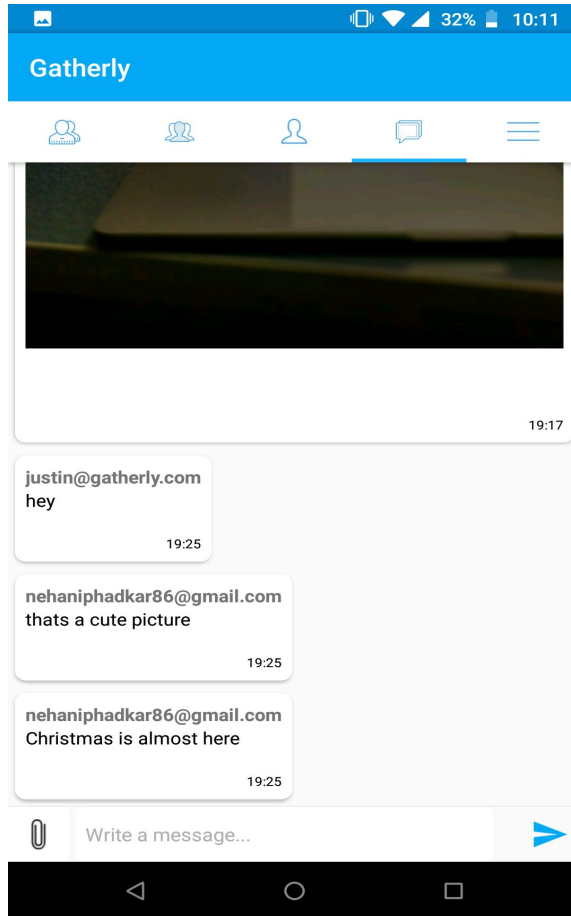 32% 10:11
Gatherly
19:17
justin@gatherly.com
hey
19:25
nehaniphadkar86@gmail.com
thats a cute picture
19:25
nehaniphadkar86@gmail.com
Christmas is almost here
19:25
Write a message...